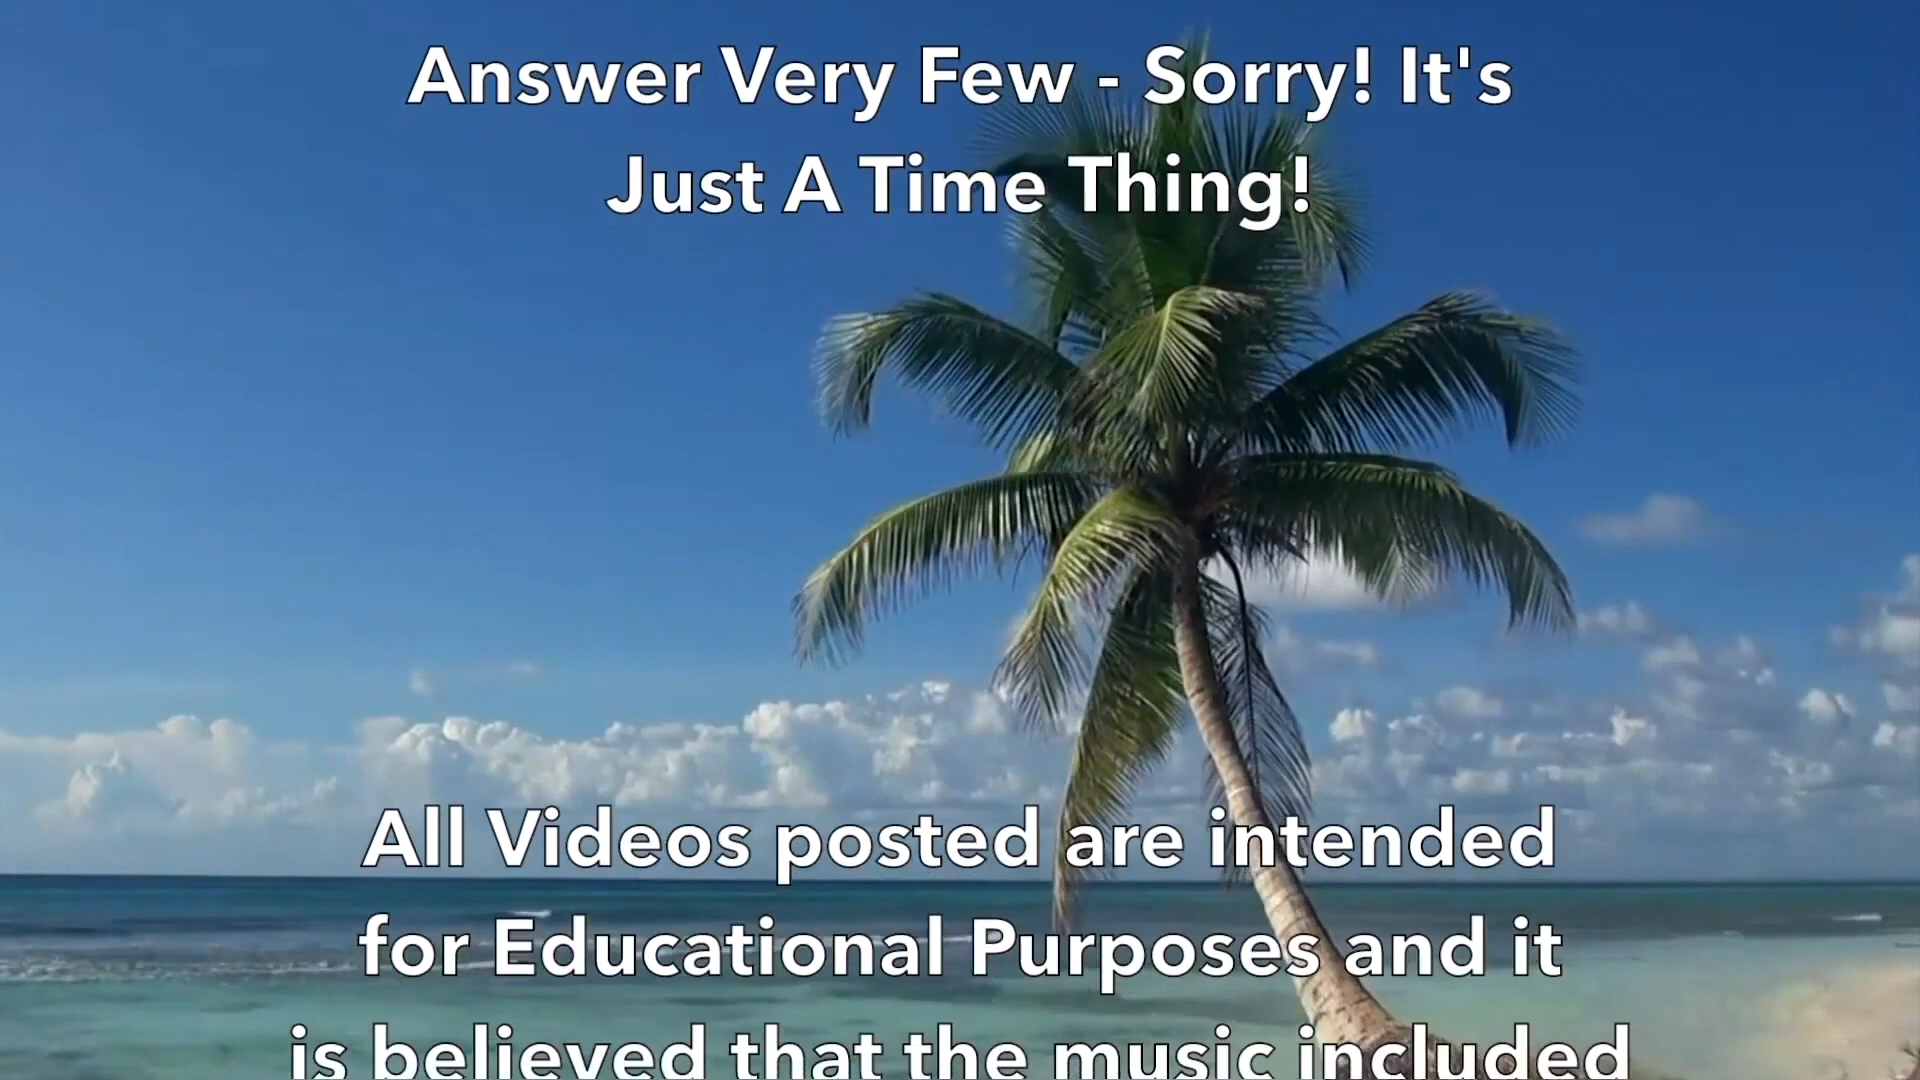 Answer Very Few - Sorry! It's
Just A Time Thing!
All Videos posted are intended
for Educational Purposes and it
is believed that the music included